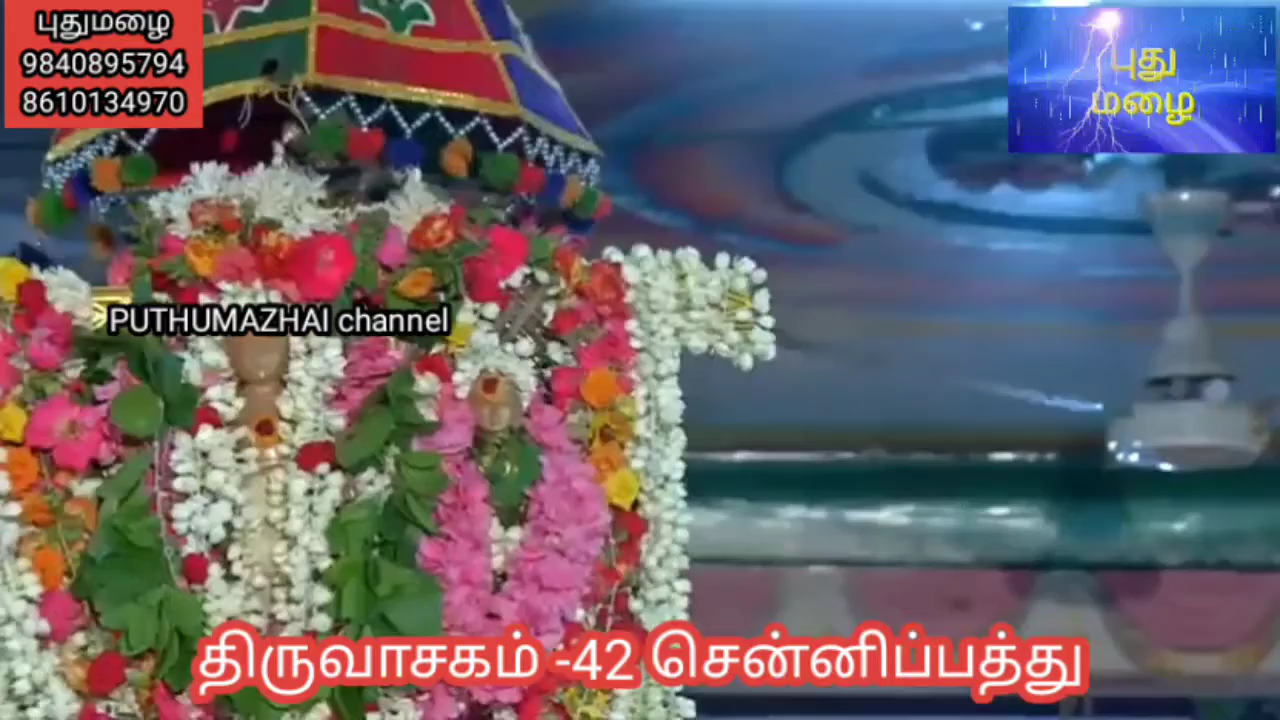 புதுமழை
9840895794
8610134970
புது
மழை
PUTHUMAZHAI channel
திருவாசகம் -42 சென்னிப்பத்து